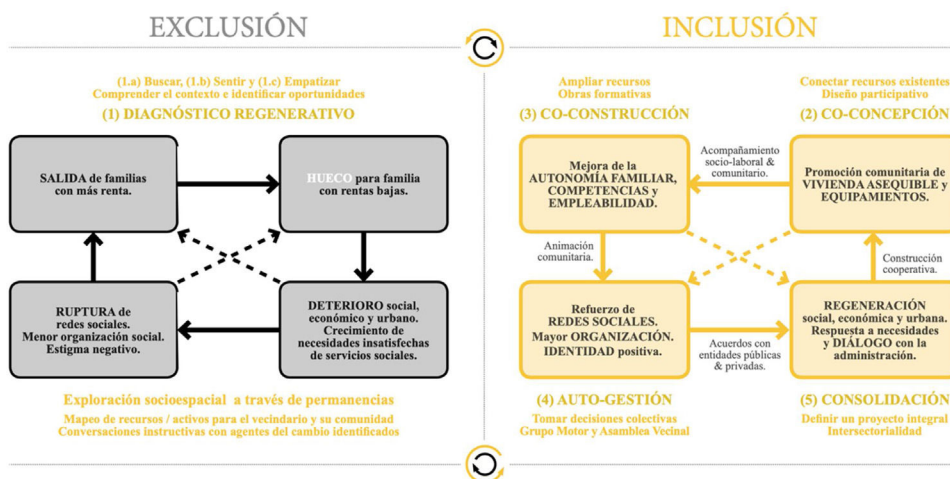 EXCLUSIÓN
(1.a) Buscar, (1.b) Sentir y (1.c) Empatizar
Comprender el contexto e identificar oportunidades
(1) DIAGNÓSTICO REGENERATIVO
SALIDA de familias
con más renta.
HUECO para familia
con rentas bajas.
RUPTURA de
redes sociales.
Menor organización social.
Estigma negativo.
DETERIORO social,
económico y urbano.
Crecimiento de
necesidades insatisfechas
de servicios sociales.
Exploración socioespacial a través de permanencias
Mapeo de recursos / activos para el vecindario y su comunidad
Conversaciones instructivas con agentes del cambio identificados
INCLUSIÓN
Ampliar recursos
Obras formativas
(3) CO-CONSTRUCCIÓN
Conectar recursos existentes
Diseño participativo
(2) CO-CONCEPCIÓN
Mejora de la
AUTONOMÍA FAMILIAR,
COMPETENCIAS y
EMPLEABILIDAD.
Acompañamiento
socio-laboral &
comunitario.
Promoción comunitaria de
VIVIENDA ASEQUIBLE y
EQUIPAMIENTOS.
Animación
comunitaria.
Construcción
cooperativa.
Refuerzo de
REDES SOCIALES.
Mayor ORGANIZACIÓN.
IDENTIDAD positiva.
Acuerdos con
entidades públicas
& privadas.
REGENERACIÓN
social, económica y urbana.
Respuesta a necesidades
y DIÁLOGO con la
administración.
(4) AUTO-GESTIÓN
Tomar decisiones colectivas
Grupo Motor y Asamblea Vecinal
(5) CONSOLIDACIÓN
Definir un proyecto integral
Intersectorialidad